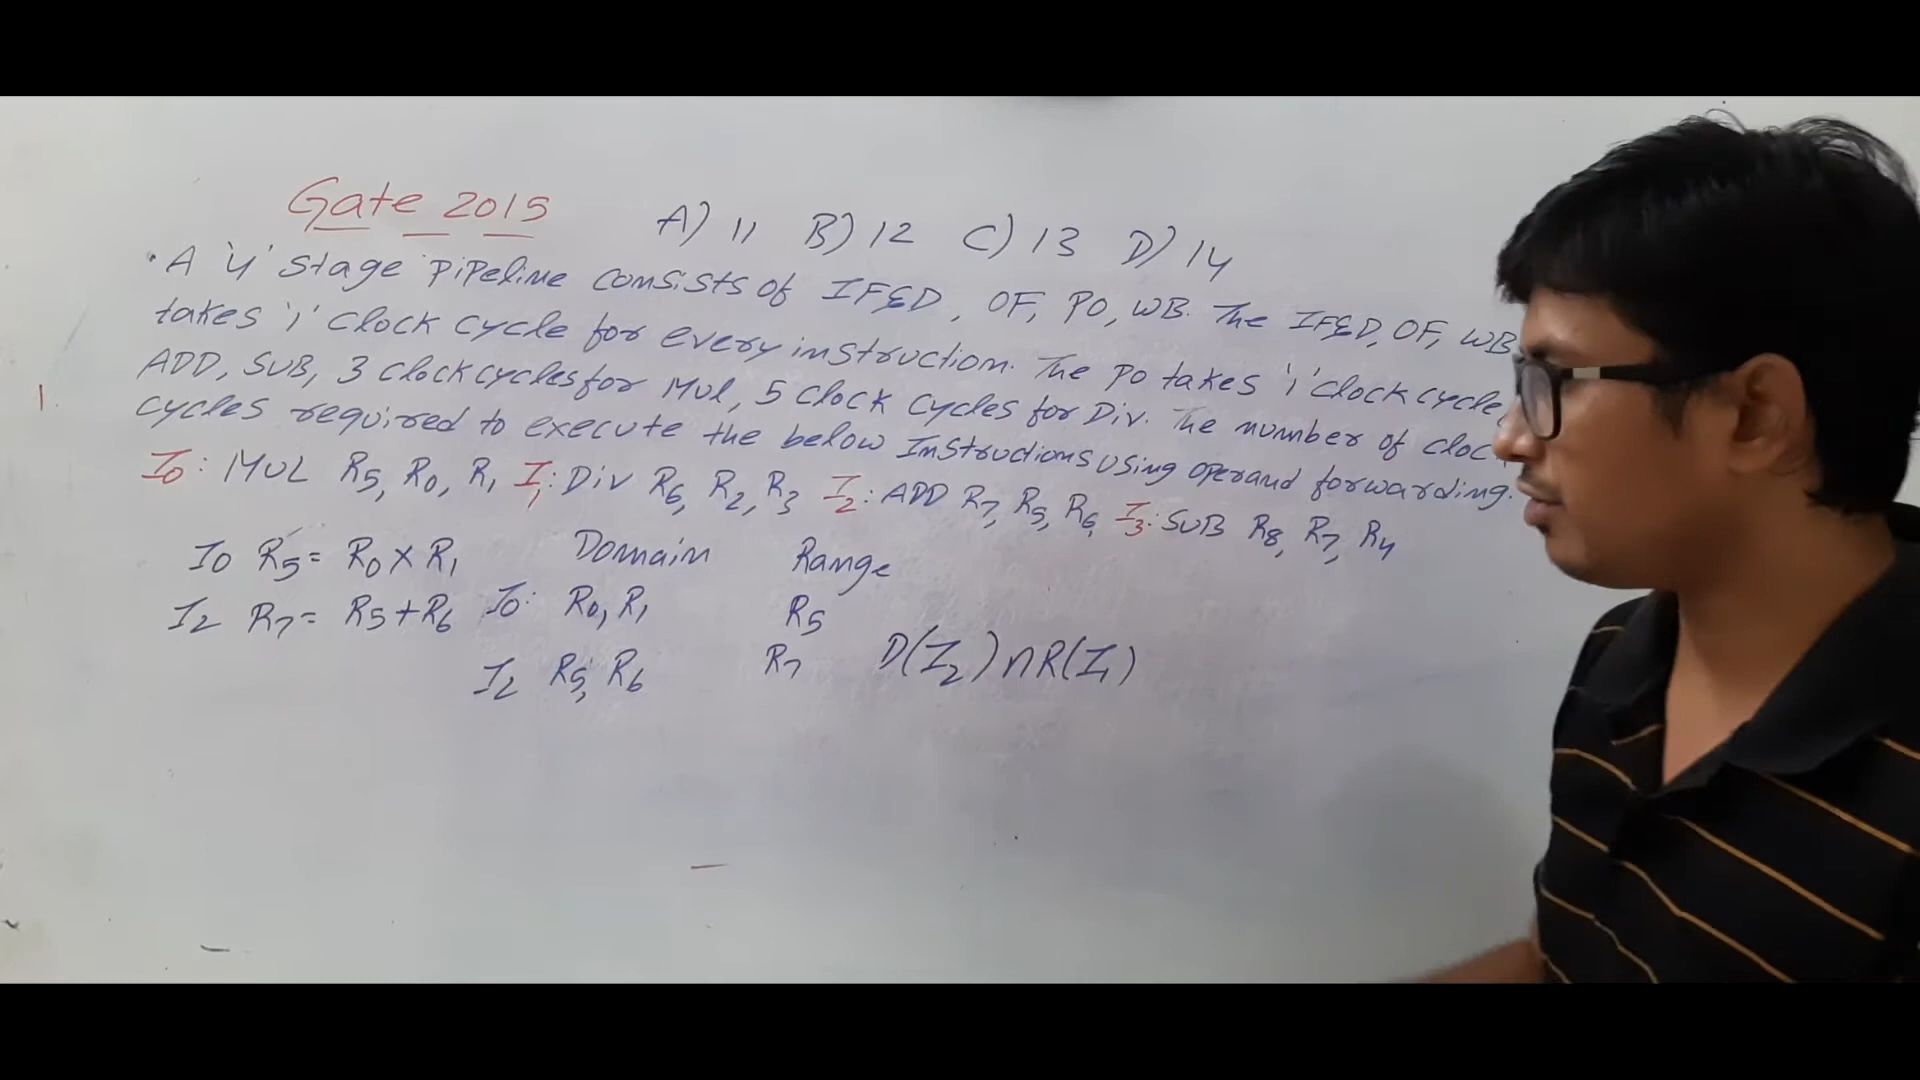 Gate 2015
A) 11 B) 12 C) 13 D) 14
. A '4' stage pipeline consists of IF&D, OF, PO, WB. The IF&D, OF, WB
takes '1' clock cycle for every instruction. The PO takes '1' clock cycle
ADD, SUB, 3 clock cycles for Mul, 5 clock cycles for Div. The number of cloc
cycles required to execute the below Instructions using operand forwarding.
I0: MUL R5, R0, R1 I1: Div R6, R2, R3 I2: ADD R7, R5, R6, I3: SUB R8, R7, R4
I0 R5= R0 x R1 Domain Range
I2 R7= R5+R6 I0: R0, R1 R5
I2 R5, R6 R7 D(I2)∩R(I1)
1.